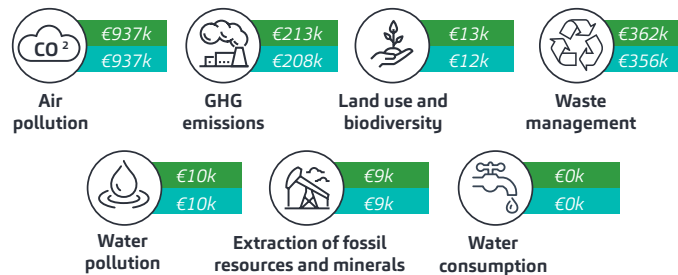 CO 2
€937k
€937k
Air
pollution
€213k
€208k
GHG
emissions
€13k
€12k
Land use and
biodiversity
€362k
€356k
Waste
management
€10k
€10k
Water
pollution
€9k
€9k
Extraction of fossil
resources and minerals
€0k
€0k
Water
consumption